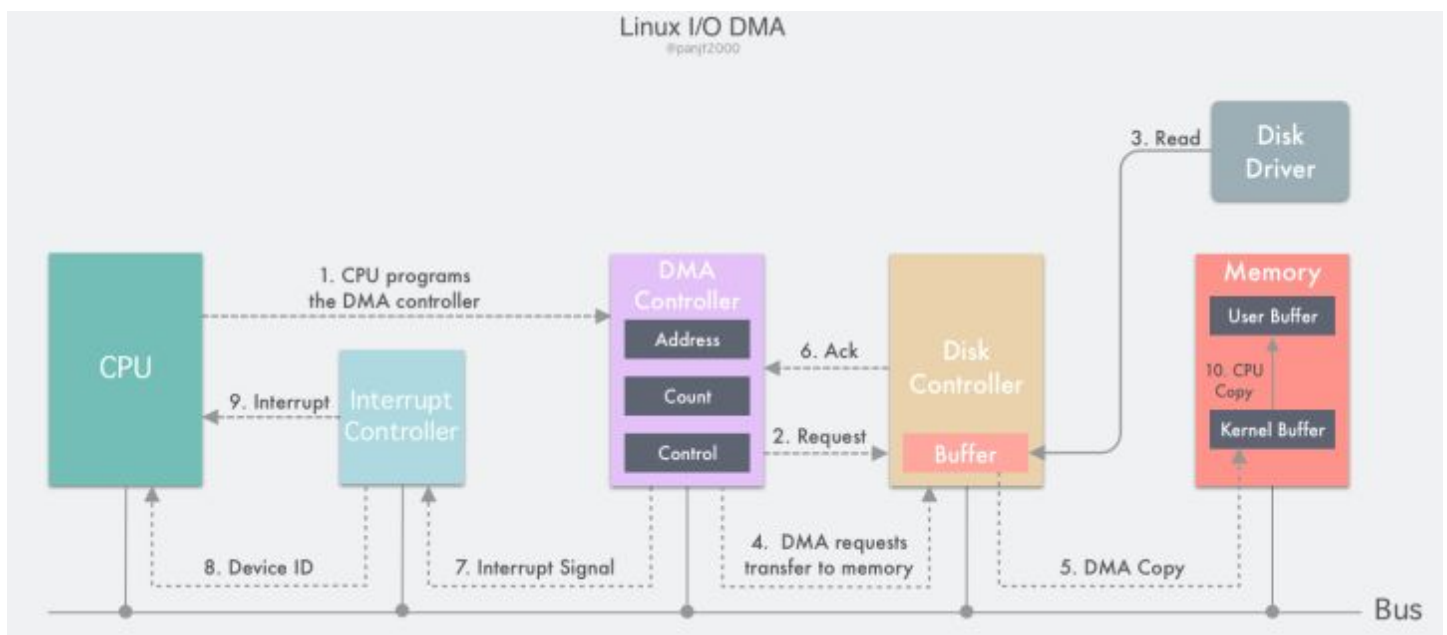 Linux I/O DMA
@panjf2000
3. Read
Disk
Driver
1. CPU programs
the DMA controller
DMA
Controller
Memory
User Buffer
Address
CPU
6. Ack
Disk
Controller
10. CPU
Copy
Count
9. Interrupt
Interrupt
Controller
2. Request
Kernel Buffer
Control
Buffer
4. DMA requests
transfer to memory
8. Device ID
7. Interrupt Signal
5. DMA Copy
Bus